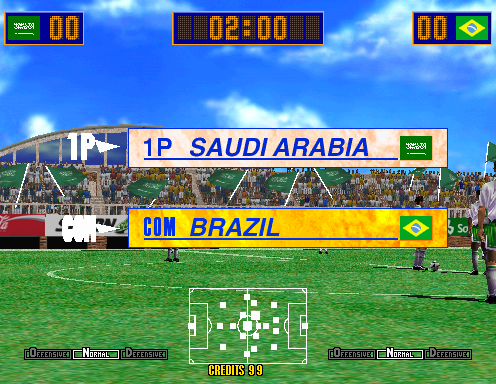 00 02:00 00
1P 1P SAUDI ARABIA
COM COM BRAZIL
Offensive Normal Defensive Offensive Normal Defensive
CREDITS 99